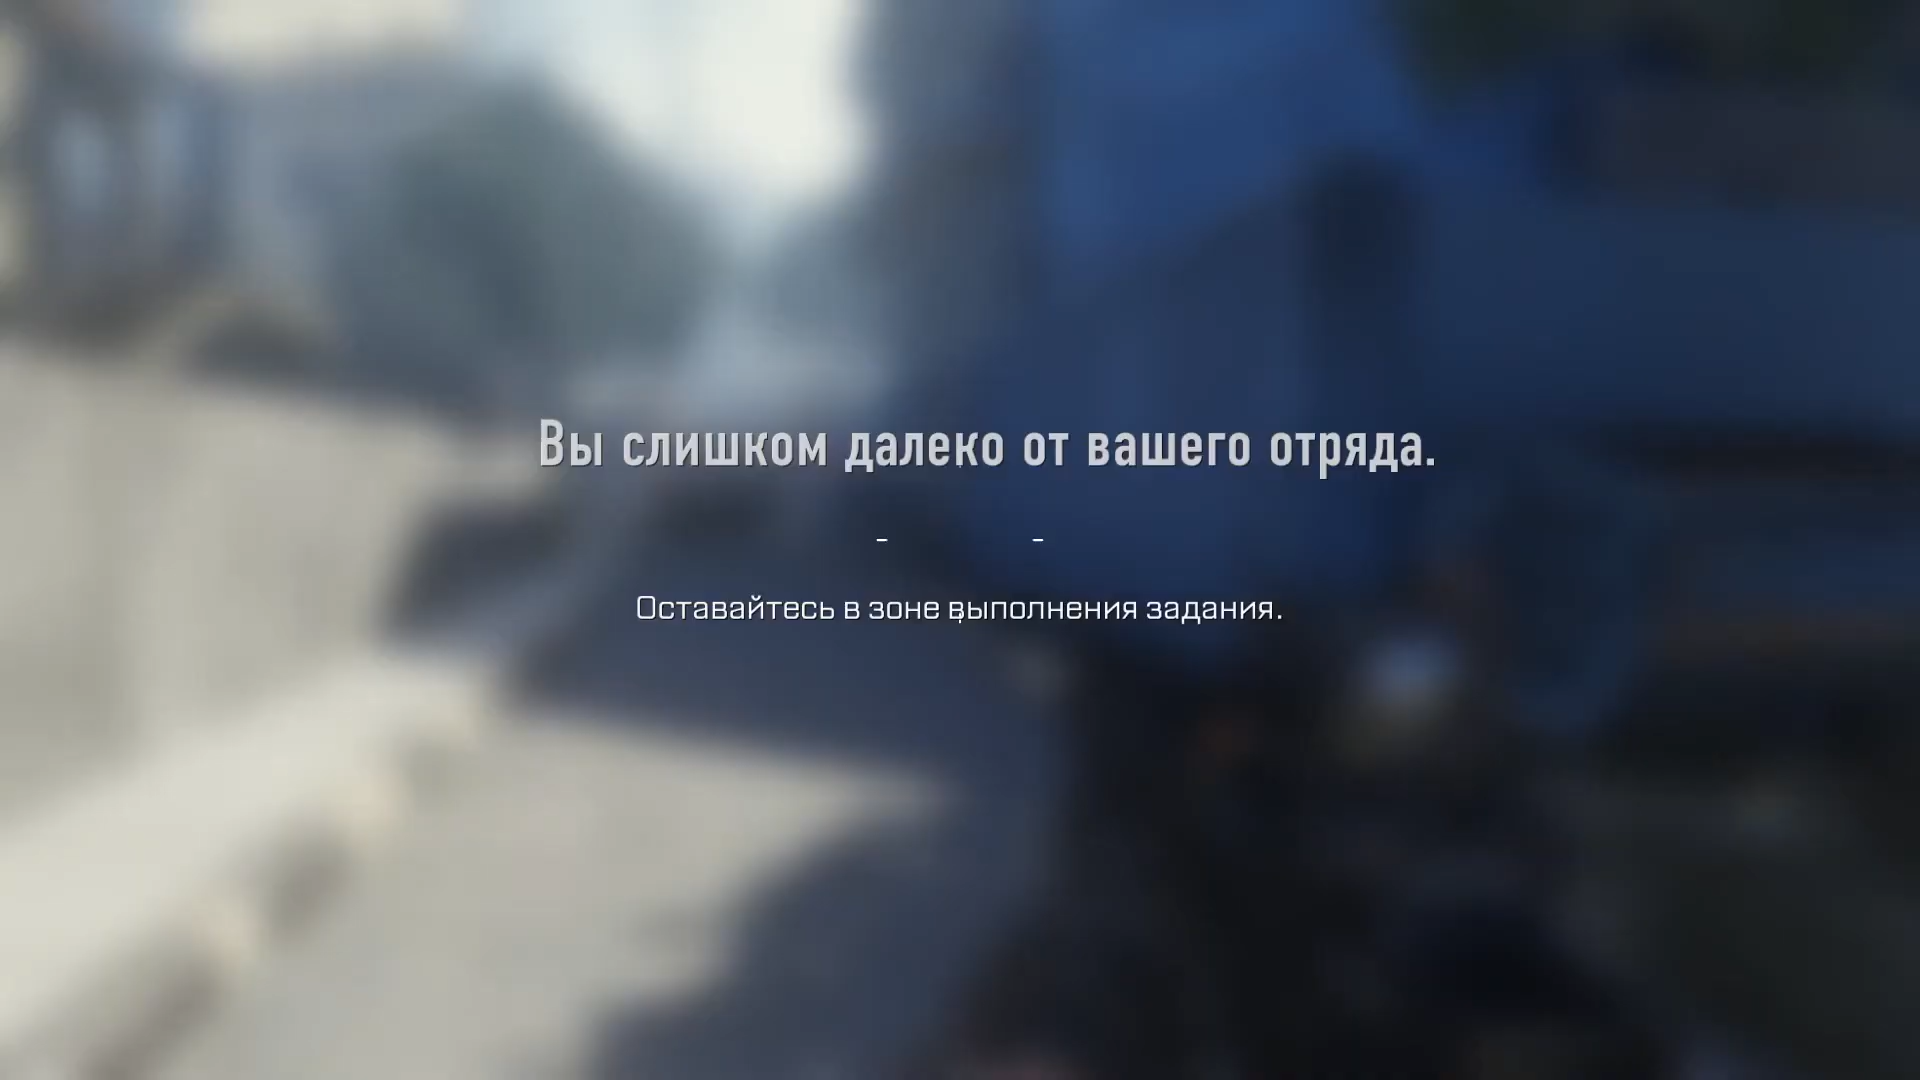 Вы слишком далеко от вашего отряда.
- -
Оставайтесь в зоне выполнения задания.